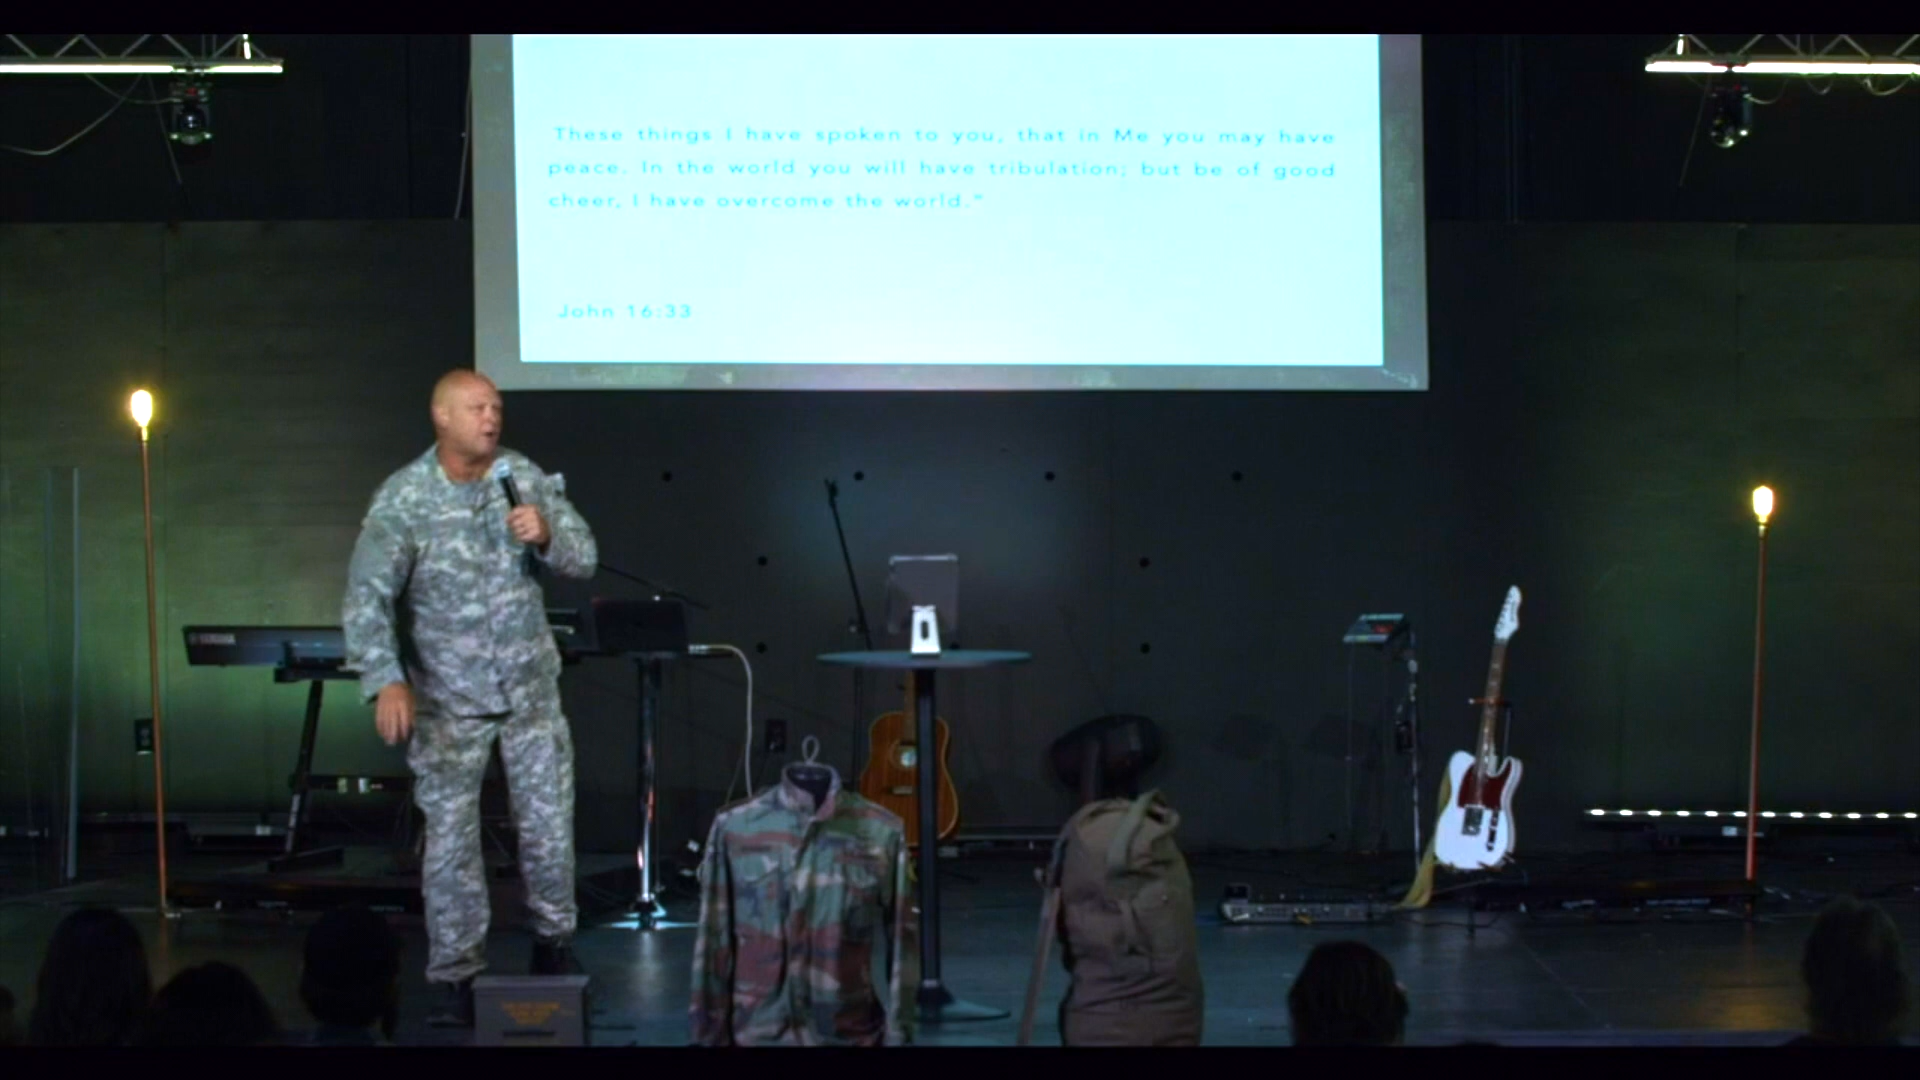 These things I have spoken to you, that in Me you may have
peace. In the world you will have tribulation; but be of good
cheer, I have overcome the world."
John 16:33
YAMAHA